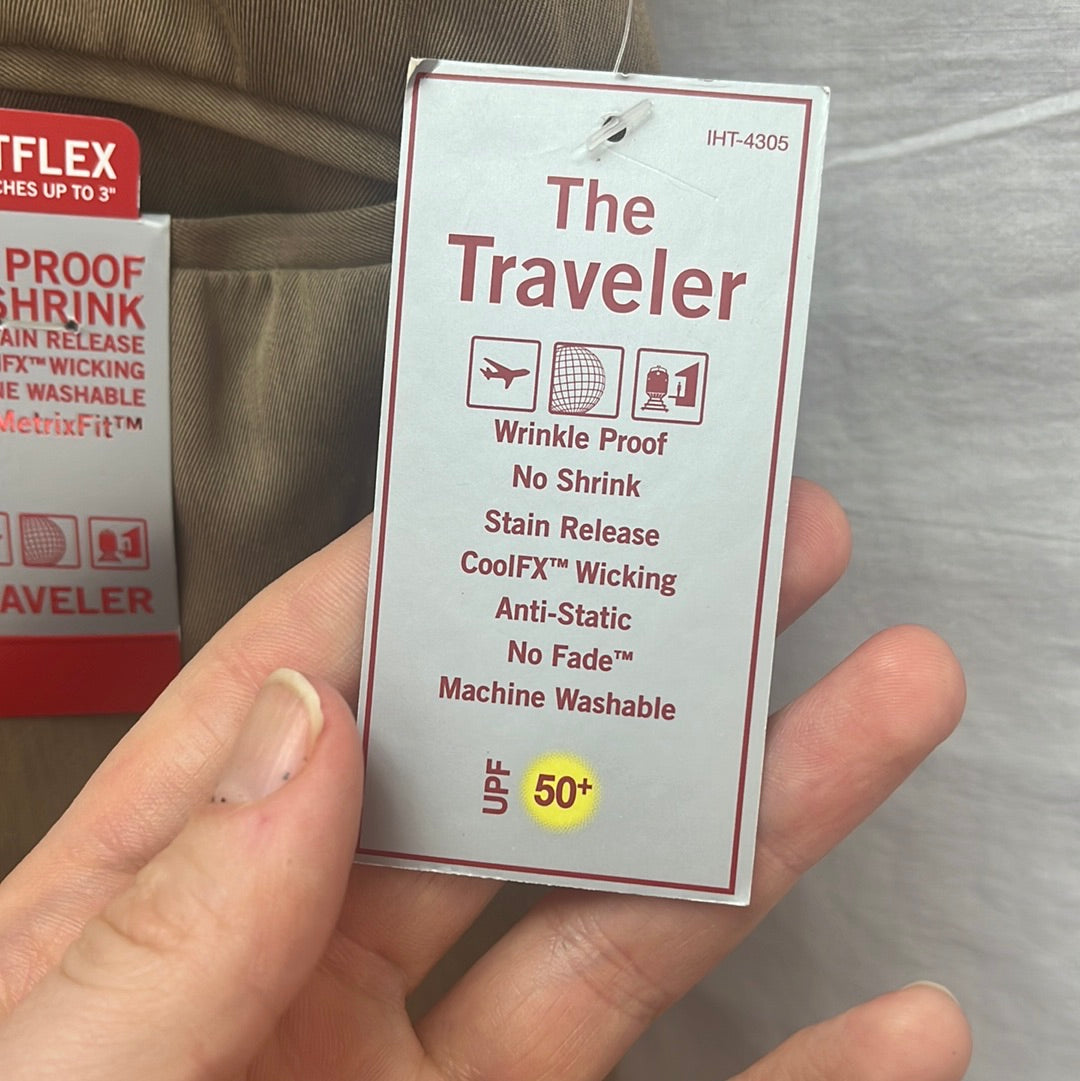 TFLEX
CHES UP TO 3"
PROOF
SHRINK
AIN RELEASE
FX™ WICKING
NE WASHABLE
MetrixFit™
AVELER
IHT-4305
The
Traveler
Wrinkle Proof
No Shrink
Stain Release
CoolFX™ Wicking
Anti-Static
No Fade™
Machine Washable
UPF 50+